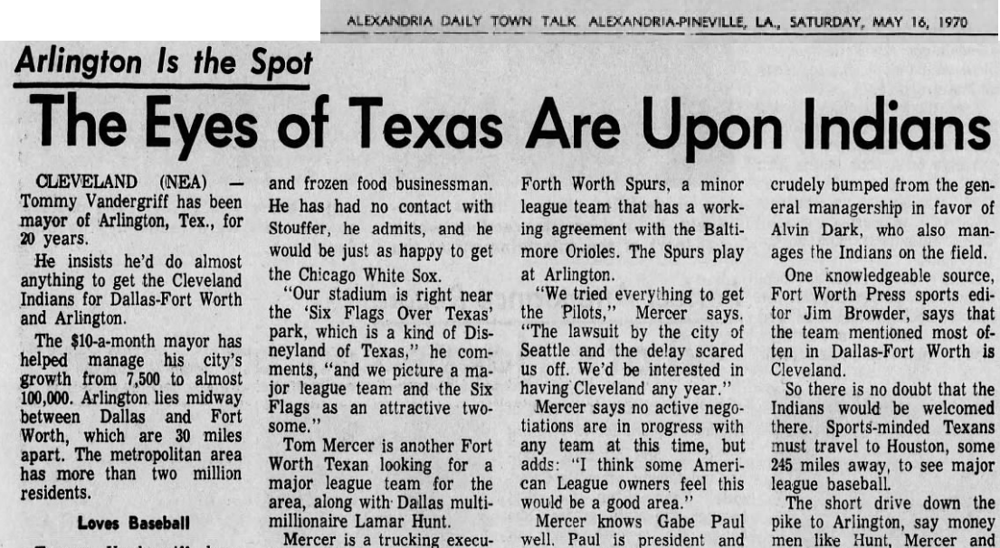 ALEXANDRIA DAILY TOWN TALK ALEXANDRIA-PINEVILLE, LA., SATURDAY, MAY 16, 1970
Arlington Is the Spot
The Eyes of Texas Are Upon Indians
CLEVELAND (NEA) —
Tommy Vandergriff has been
mayor of Arlington, Tex., for
20 years.
He insists he'd do almost
anything to get the Cleveland
Indians for Dallas-Fort Worth
and Arlington.
The $10-a-month mayor has
helped manage his city's
growth from 7,500 to almost
100,000. Arlington lies midway
between Dallas and Fort
Worth, which are 30 miles
apart. The metropolitan area
has more than two million
residents.
Loves Baseball
and frozen food businessman.
He has had no contact with
Stouffer, he admits, and he
would be just as happy to get
the Chicago White Sox.
"Our stadium is right near
the 'Six Flags Over Texas'
park, which is a kind of Dis-
neyland of Texas," he com-
ments, "and we picture a ma-
jor league team and the Six
Flags as an attractive two-
some."
Tom Mercer is another Fort
Worth Texan looking for a
major league team for the
area, along with Dallas multi-
millionaire Lamar Hunt.
Mercer is a trucking execu-
Forth Worth Spurs, a minor
league team that has a work-
ing agreement with the Balti-
more Orioles. The Spurs play
at Arlington.
"We tried everything to get
the Pilots," Mercer says.
"The lawsuit by the city of
Seattle and the delay scared
us off. We'd be interested in
having Cleveland any year."
Mercer says no active nego-
tiations are in progress with
any team at this time, but
adds: "I think some Ameri-
can League owners feel this
would be a good area."
Mercer knows Gabe Paul
well. Paul is president and
crudely bumped from the gen-
eral managership in favor of
Alvin Dark, who also man-
ages the Indians on the field.
One knowledgeable source,
Fort Worth Press sports edi-
tor Jim Browder, says that
the team mentioned most of-
ten in Dallas-Fort Worth is
Cleveland.
So there is no doubt that the
Indians would be welcomed
there. Sports-minded Texans
must travel to Houston, some
245 miles away, to see major
league baseball.
The short drive down the
pike to Arlington, say money
men like Hunt, Mercer and